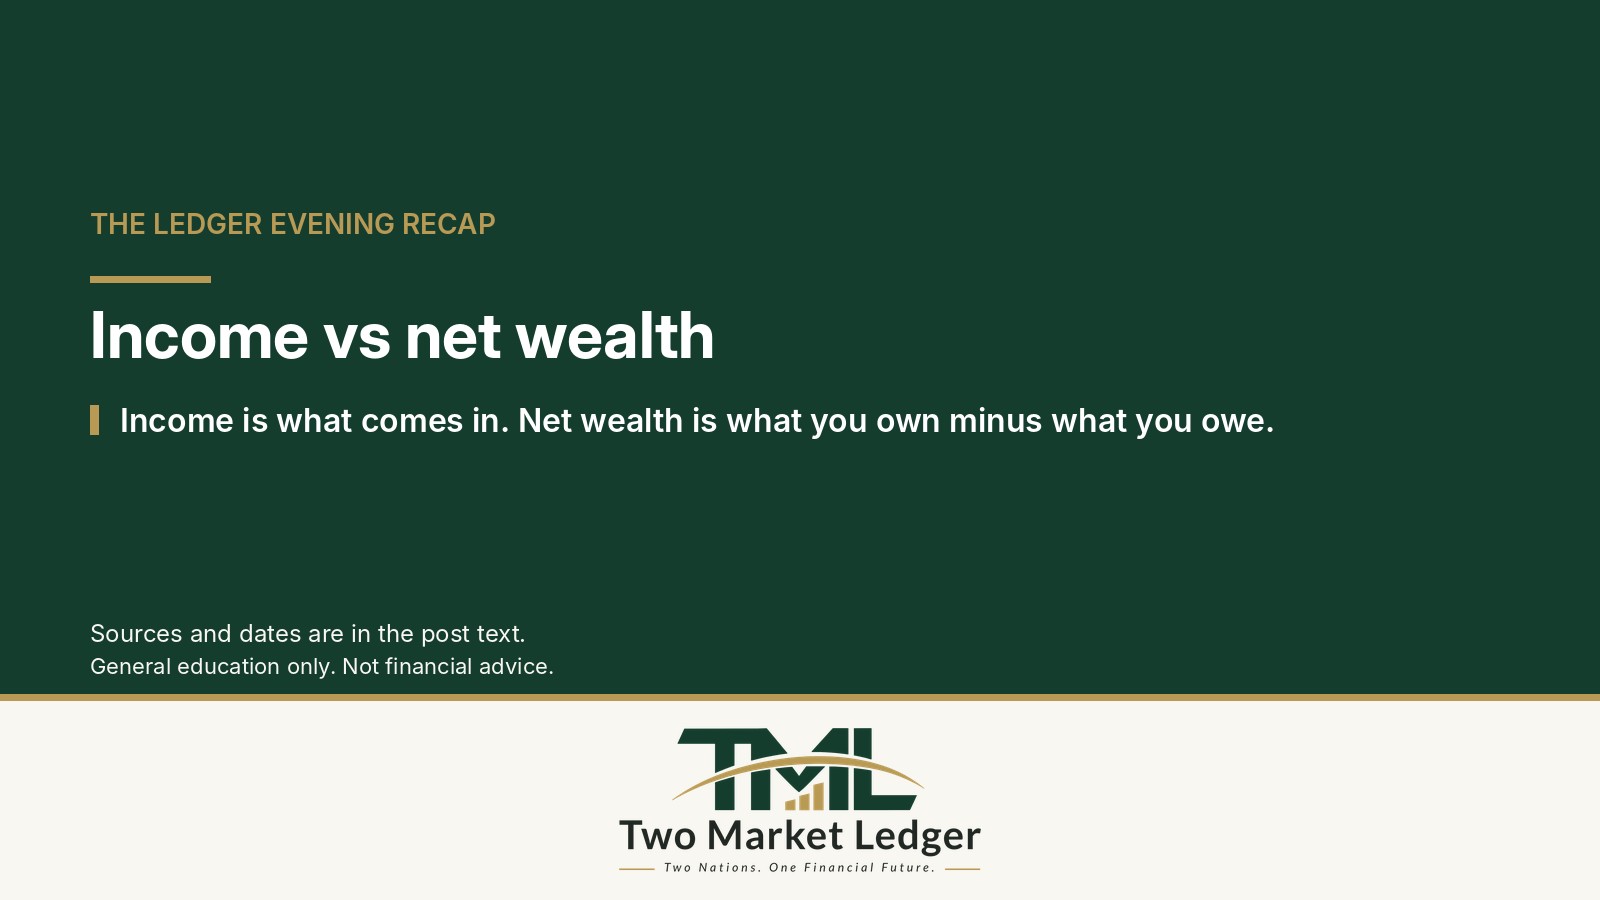 THE LEDGER EVENING RECAP
Income vs net wealth
Income is what comes in. Net wealth is what you own minus what you owe.
Sources and dates are in the post text.
General education only. Not financial advice.
TML
Two Market Ledger
Two Nations. One Financial Future.